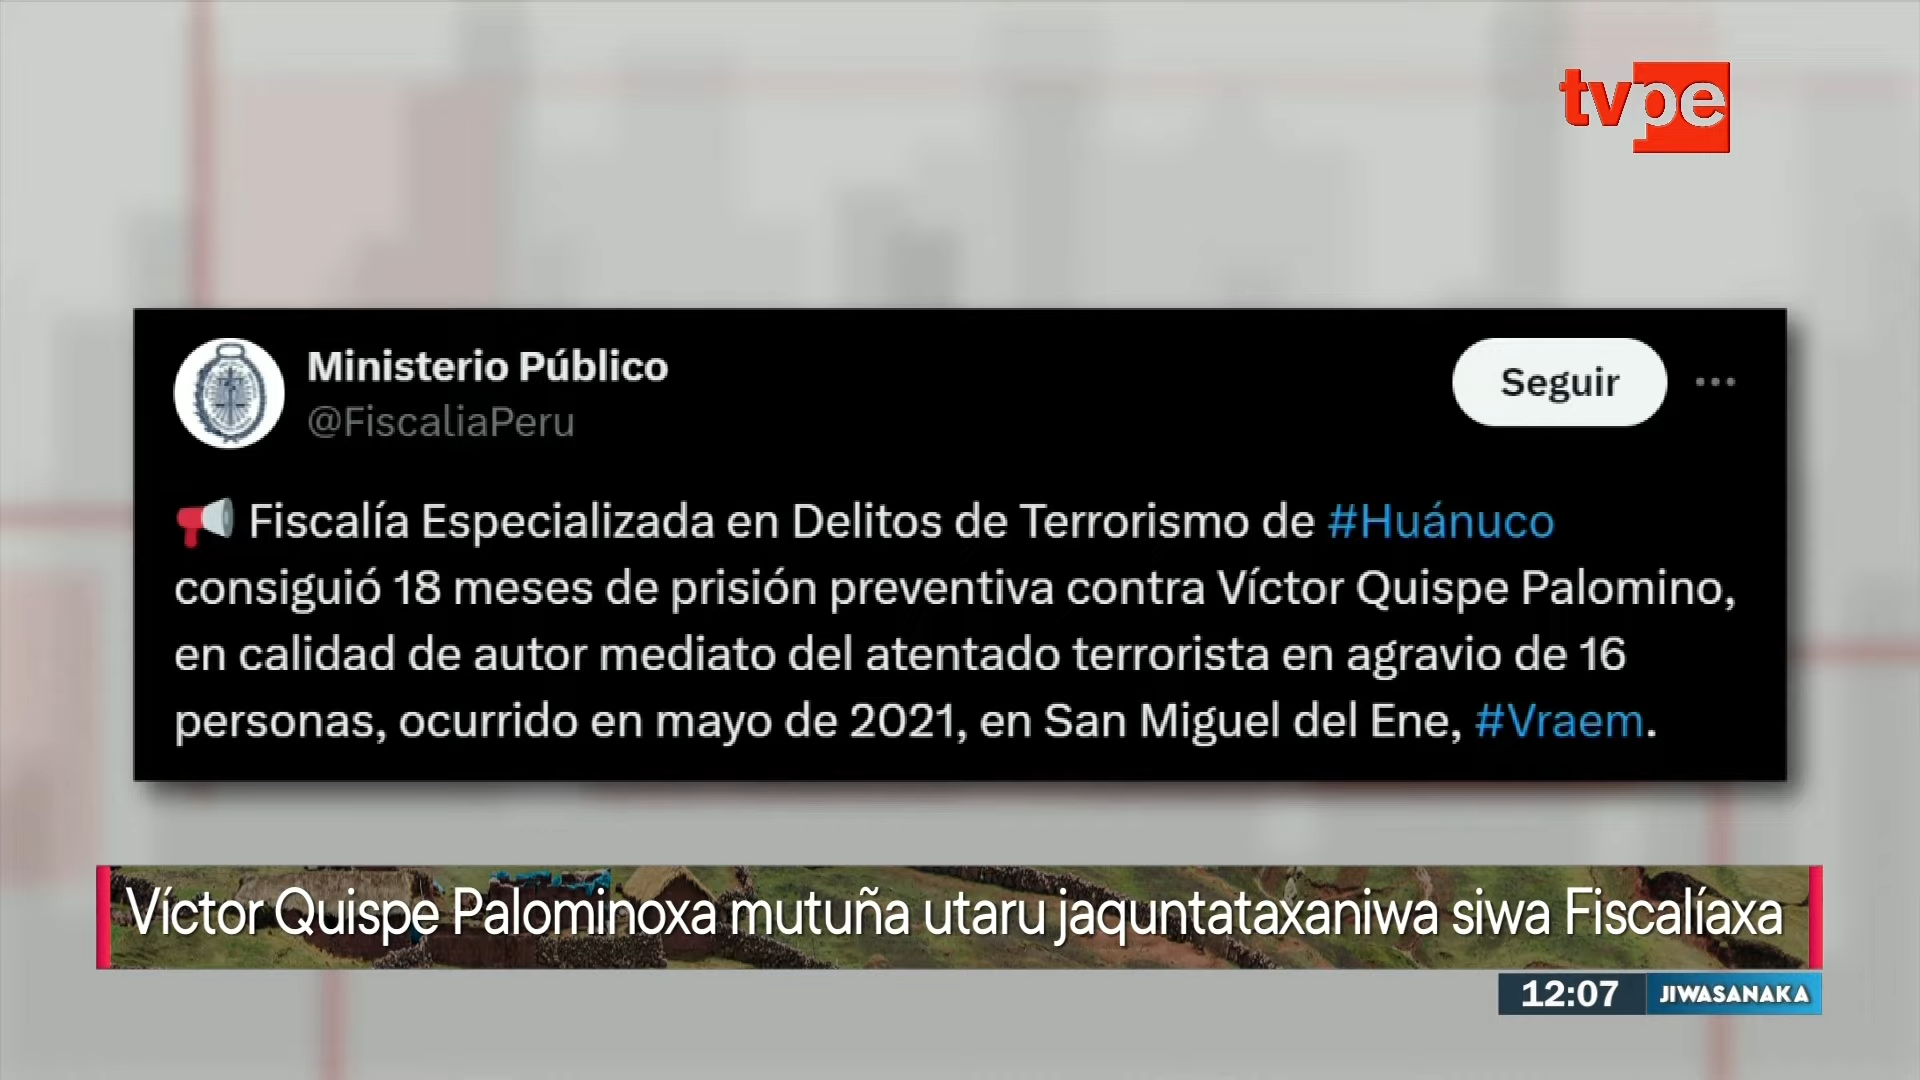 tvpe
Ministerio Público
@FiscaliaPeru
Seguir
Fiscalía Especializada en Delitos de Terrorismo de #Huánuco
consiguió 18 meses de prisión preventiva contra Víctor Quispe Palomino,
en calidad de autor mediato del atentado terrorista en agravio de 16
personas, ocurrido en mayo de 2021, en San Miguel del Ene, #Vraem.
Víctor Quispe Palominoxa mutuña utaru jaquntataxaniwa siwa Fiscalíaxa
12:07
JIWASANAKA